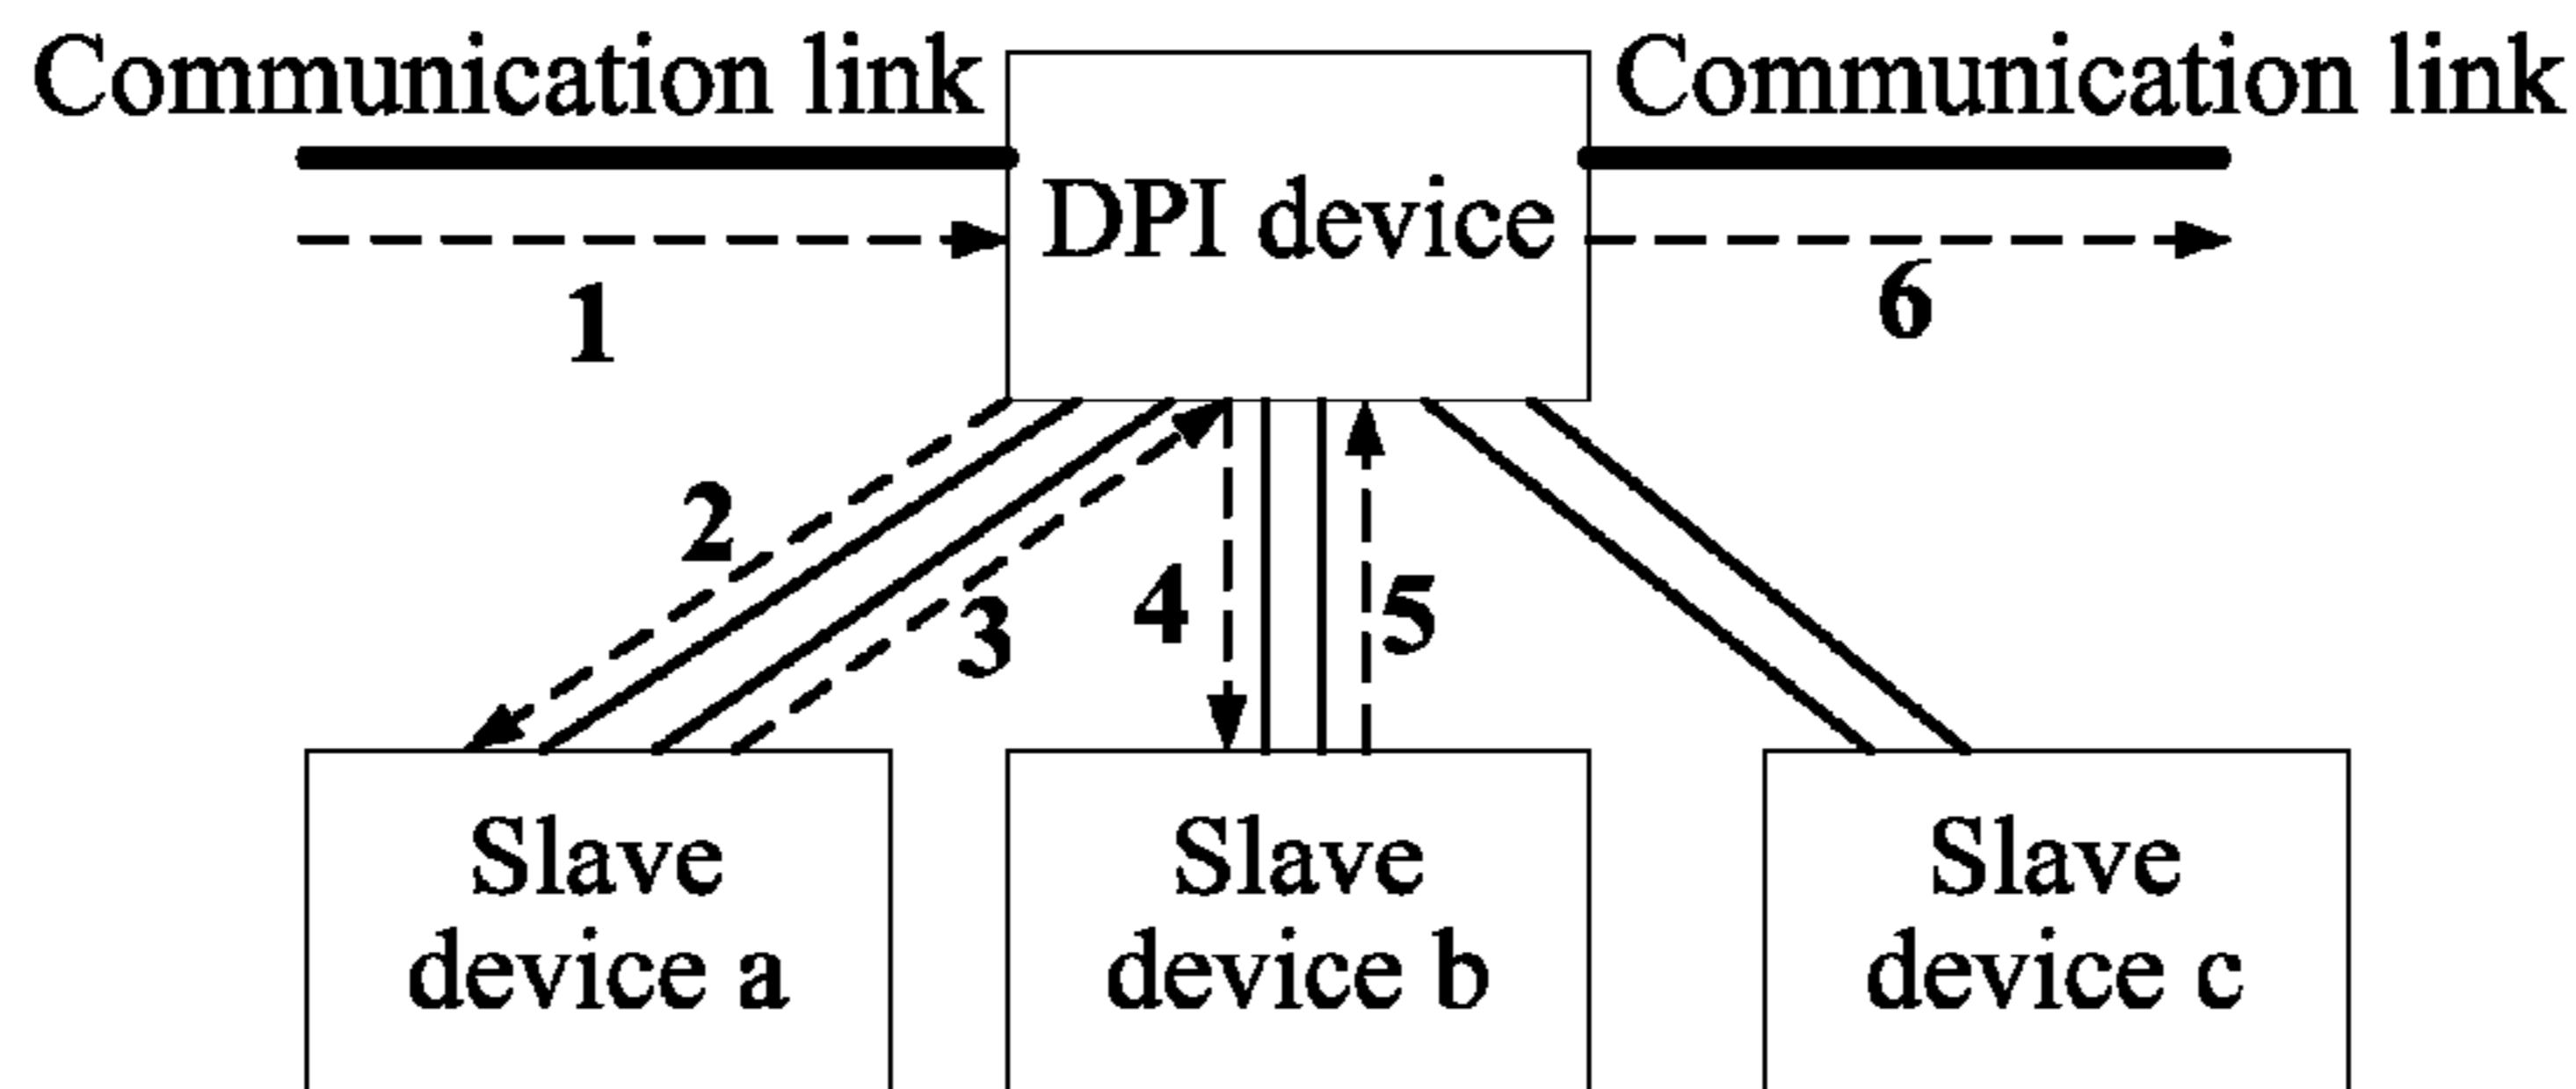 Communication link
Communication link
DPI device
1
6
2
3
4
5
Slave
device a
Slave
device b
Slave
device c